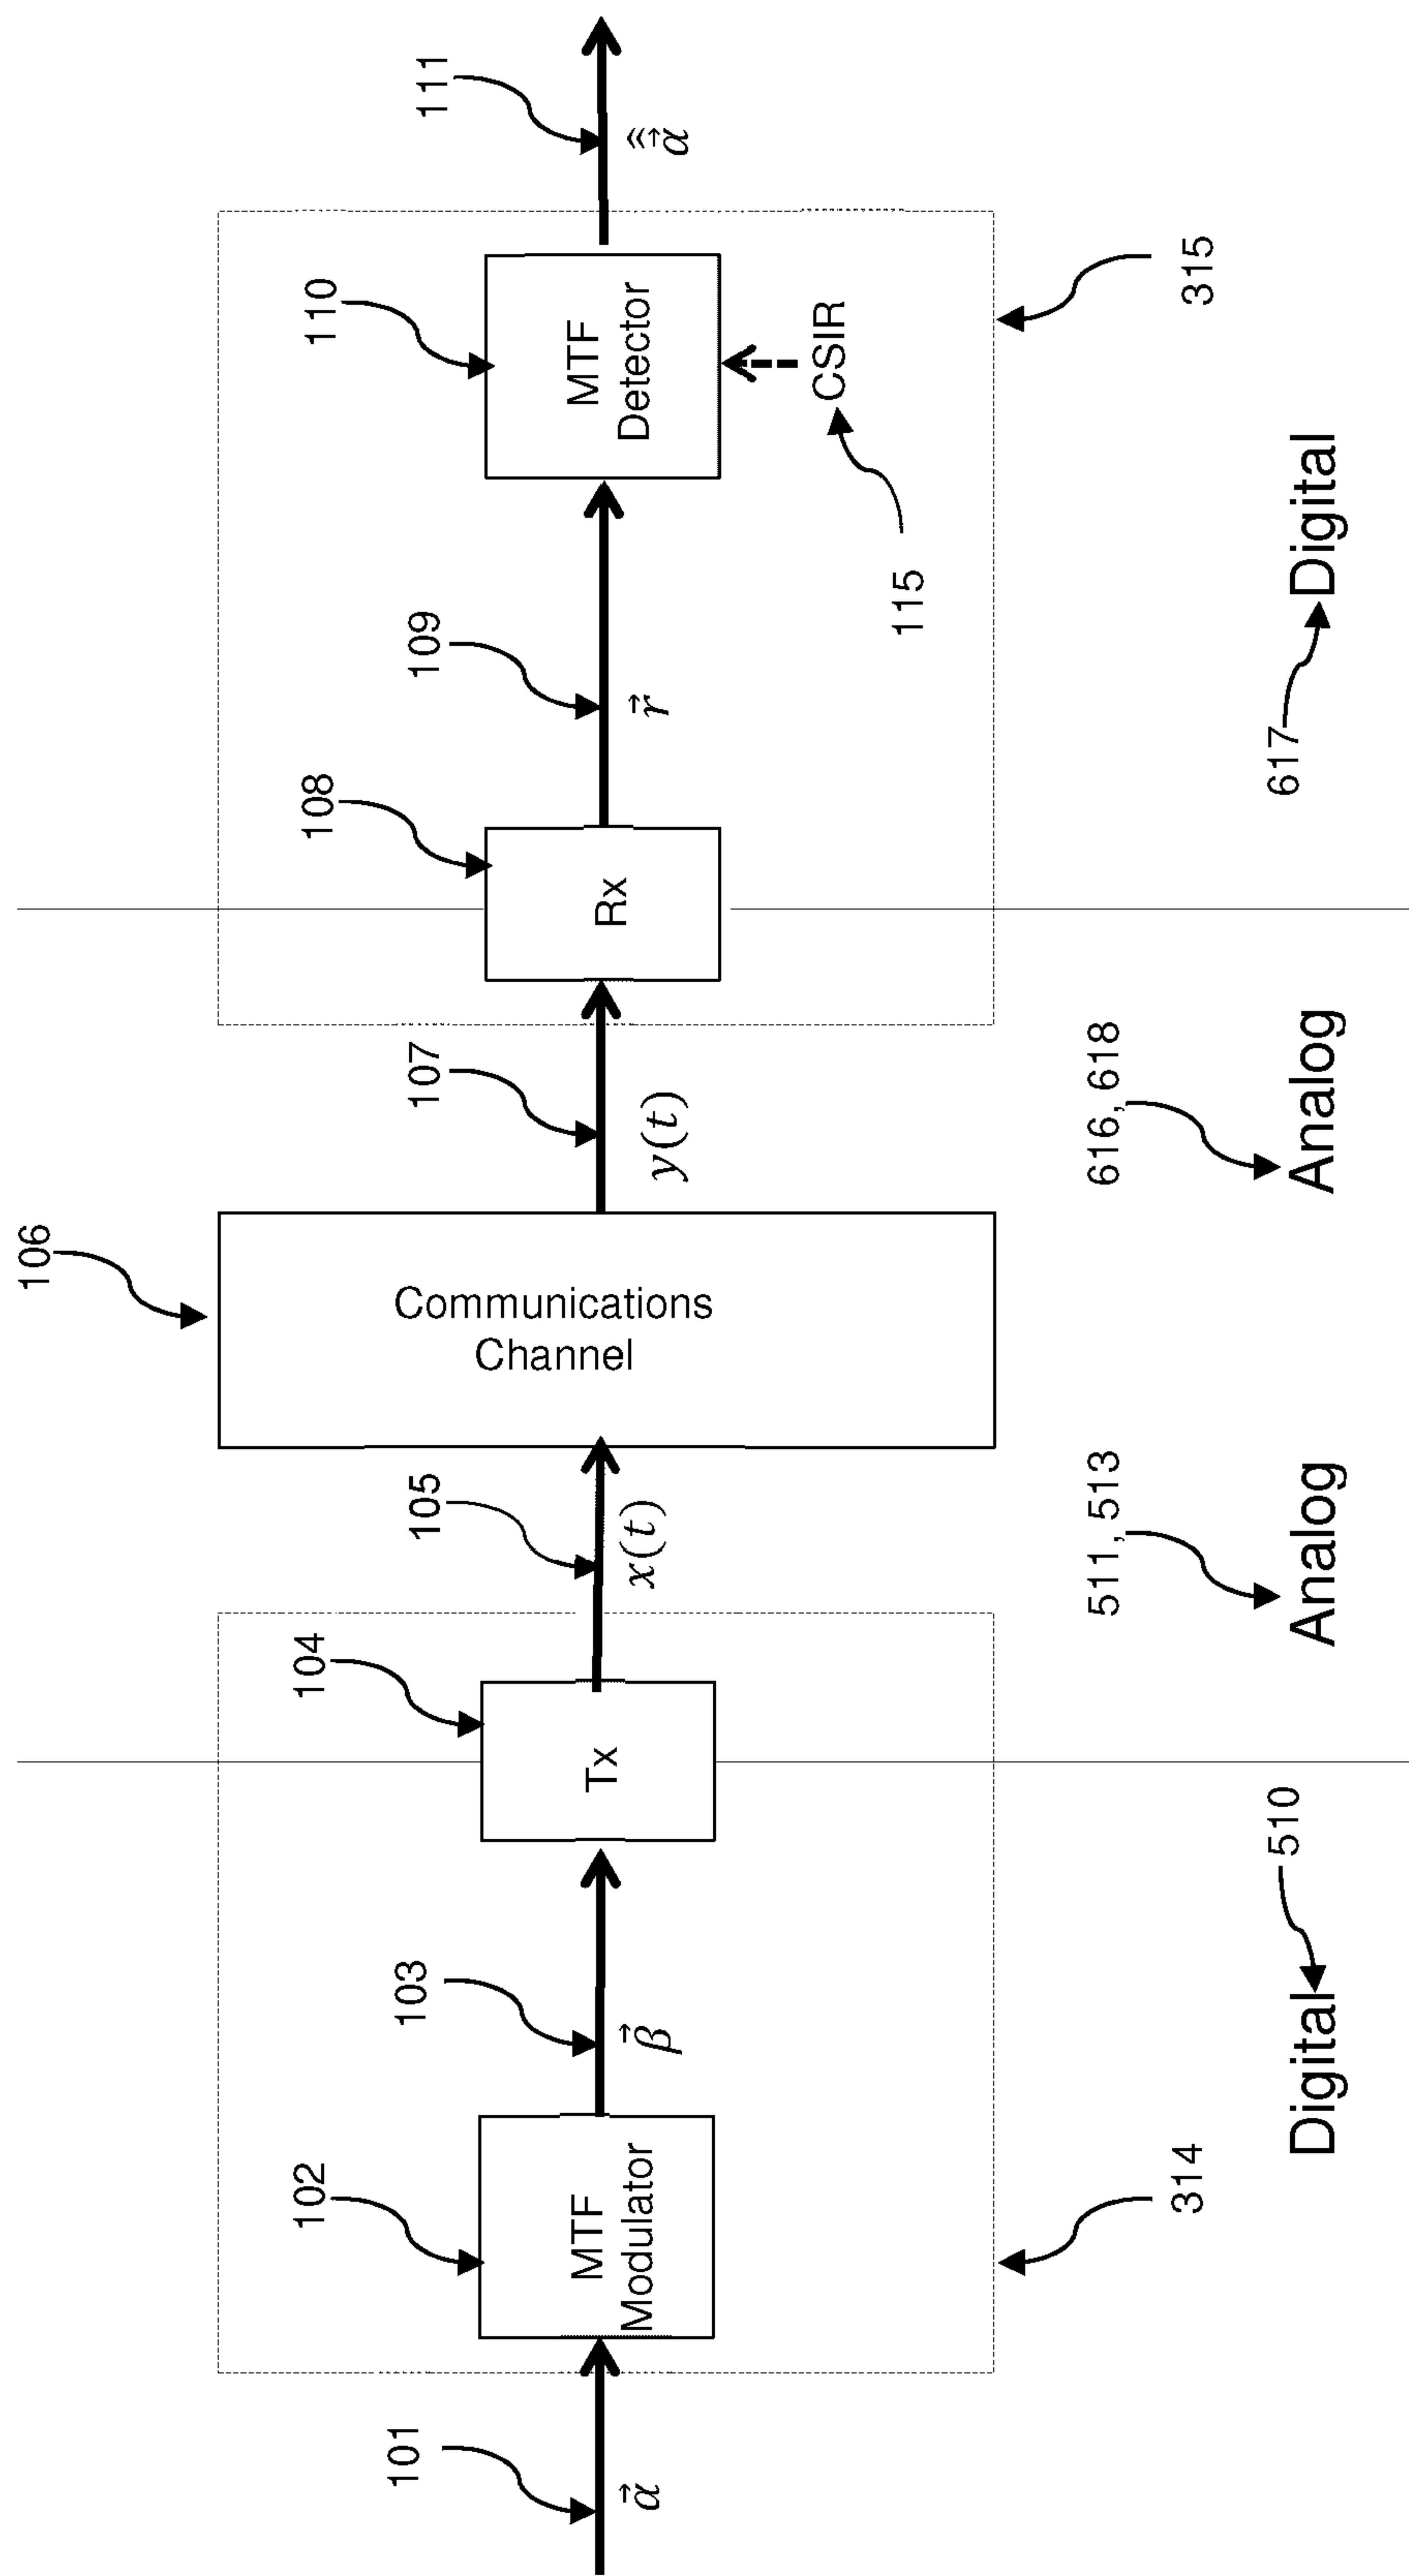 101
α⃗
102
MTF
Modulator
103
β⃗
104
Tx
105
x(t)
106
Communications
Channel
107
y(t)
108
Rx
109
r⃗
110
MTF
Detector
111
α̂̂⃗
CSIR
115
314
315
Digital
510
511, 513
Analog
616, 618
Analog
617
Digital